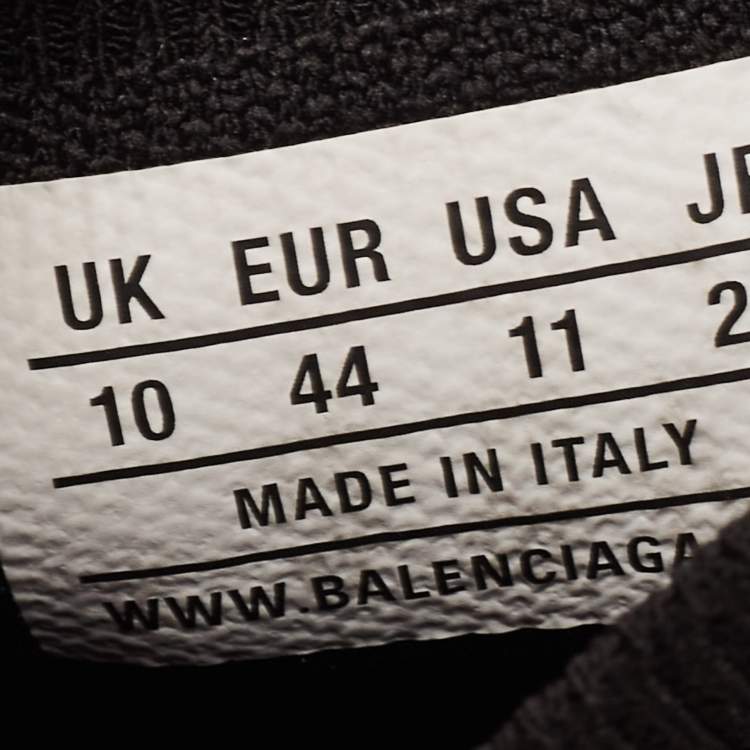 UK EUR USA
10 44 11
MADE IN ITALY
WWW.BALENCIAGA